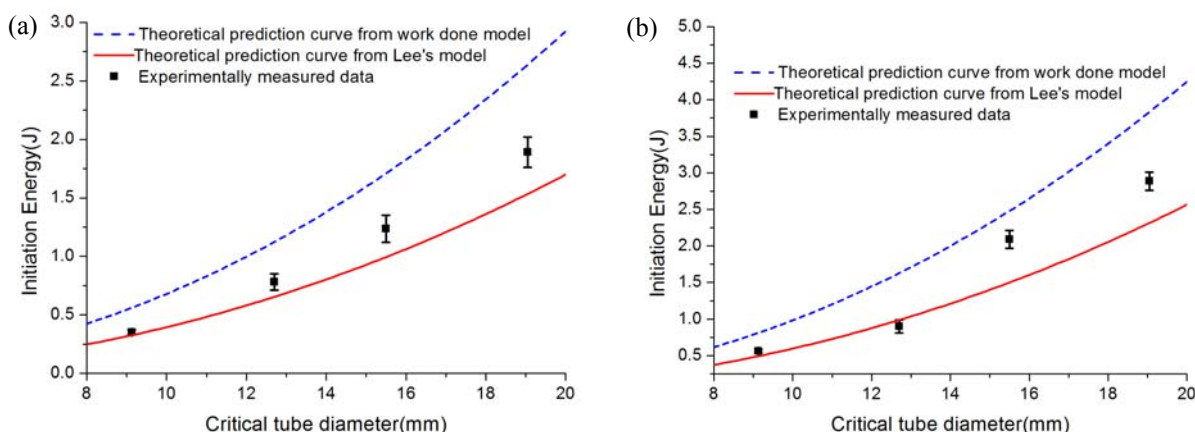 (a)
3.0
2.5
2.0
1.5
1.0
0.5
0.0
Initiation Energy(J)
Theoretical prediction curve from work done model
Theoretical prediction curve from Lee's model
Experimentally measured data
8 10 12 14 16 18 20
Critical tube diameter(mm)
(b)
5.0
4.5
4.0
3.5
3.0
2.5
2.0
1.5
1.0
0.5
Initiation Energy(J)
Theoretical prediction curve from work done model
Theoretical prediction curve from Lee's model
Experimentally measured data
8 10 12 14 16 18 20
Critical tube diameter(mm)